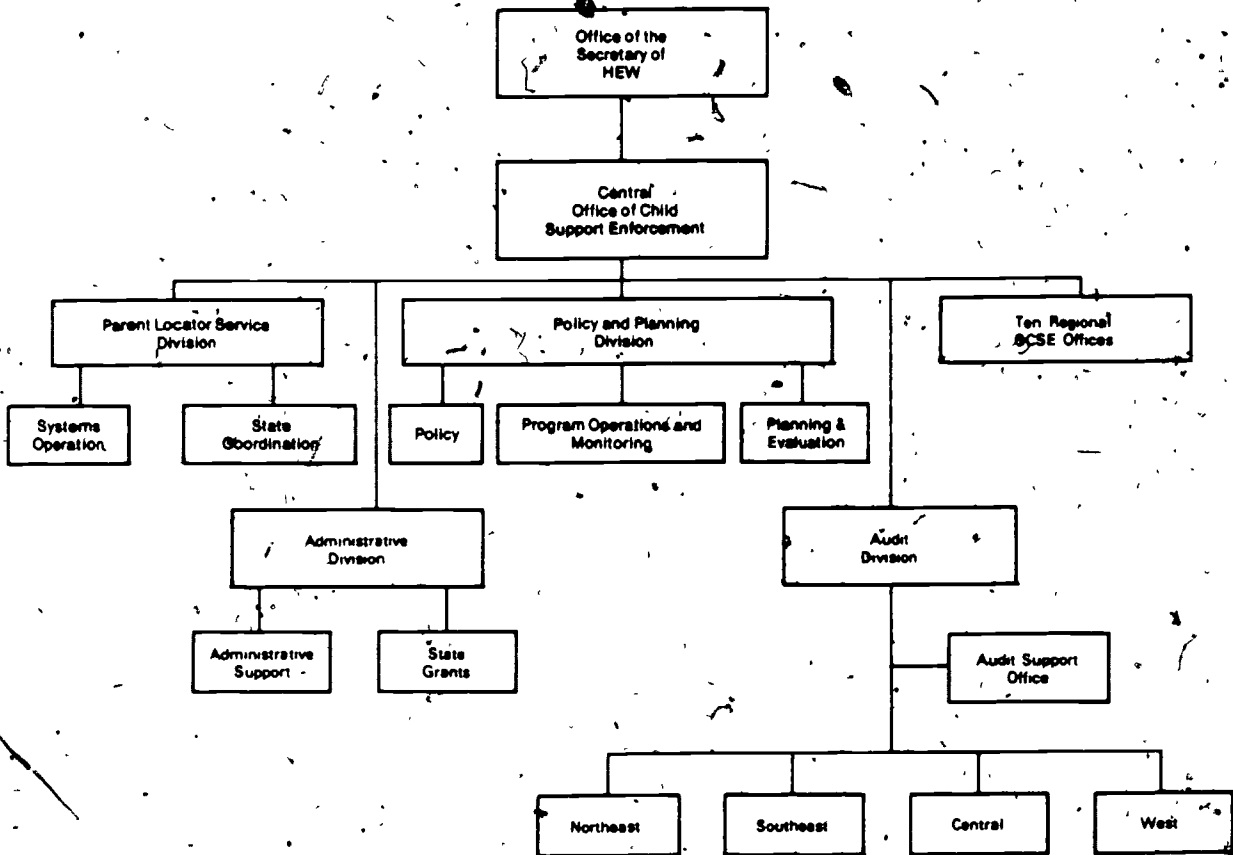 Office of the
Secretary of
HEW
Central
Office of Child
Support Enforcement
Parent Locator Service
Division
Policy and Planning
Division
Ten Regional
OCSE Offices
Systems
Operation
State
Coordination
Policy
Program Operations and
Monitoring
Planning &
Evaluation
Administrative
Division
Audit
Division
Administrative
Support
State
Grants
Audit Support
Office
Northeast
Southeast
Central
West